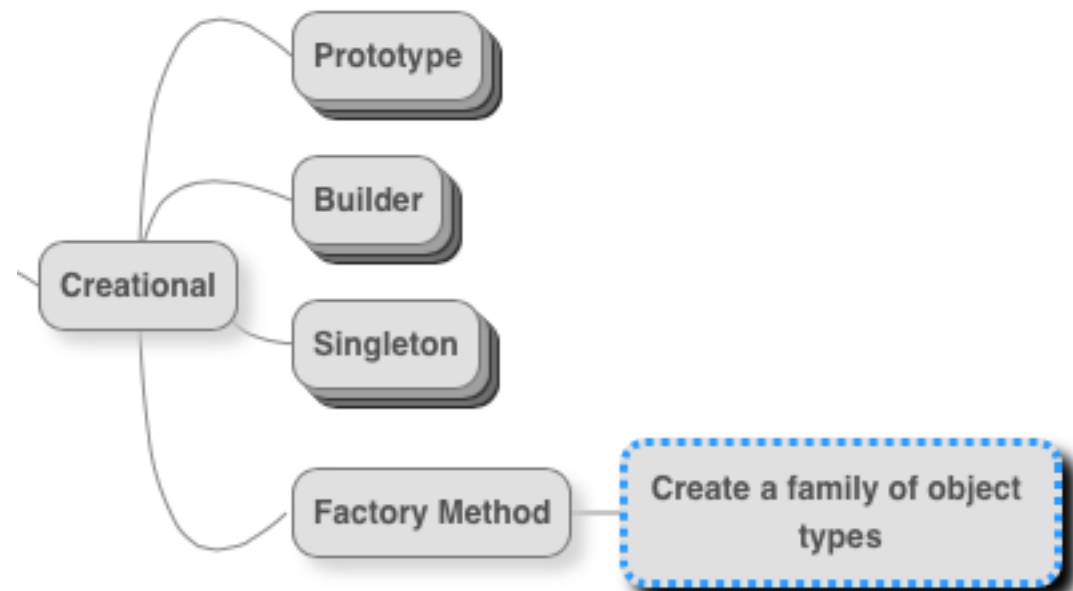 Prototype
Builder
Creational
Singleton
Factory Method
Create a family of object
types